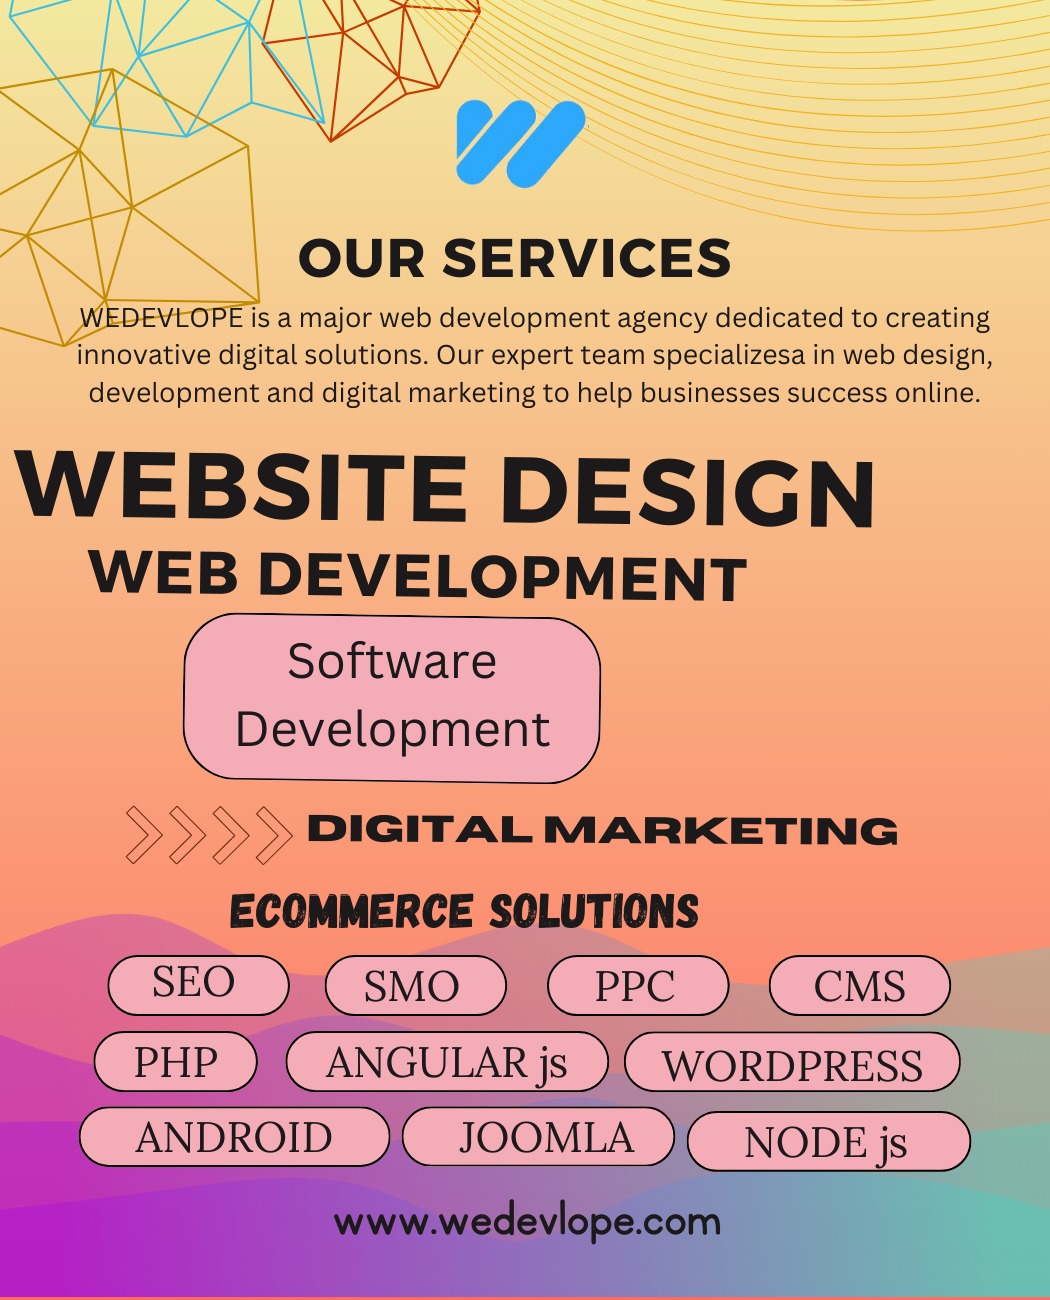 OUR SERVICES
WEDEVLOPE is a major web development agency dedicated to creating
innovative digital solutions. Our expert team specializesa in web design,
development and digital marketing to help businesses success online.
WEBSITE DESIGN
WEB DEVELOPMENT
Software
Development
DIGITAL MARKETING
ECOMMERCE SOLUTIONS
SEO SMO PPC CMS
PHP ANGULAR js WORDPRESS
ANDROID JOOMLA NODE js
www.wedevlope.com